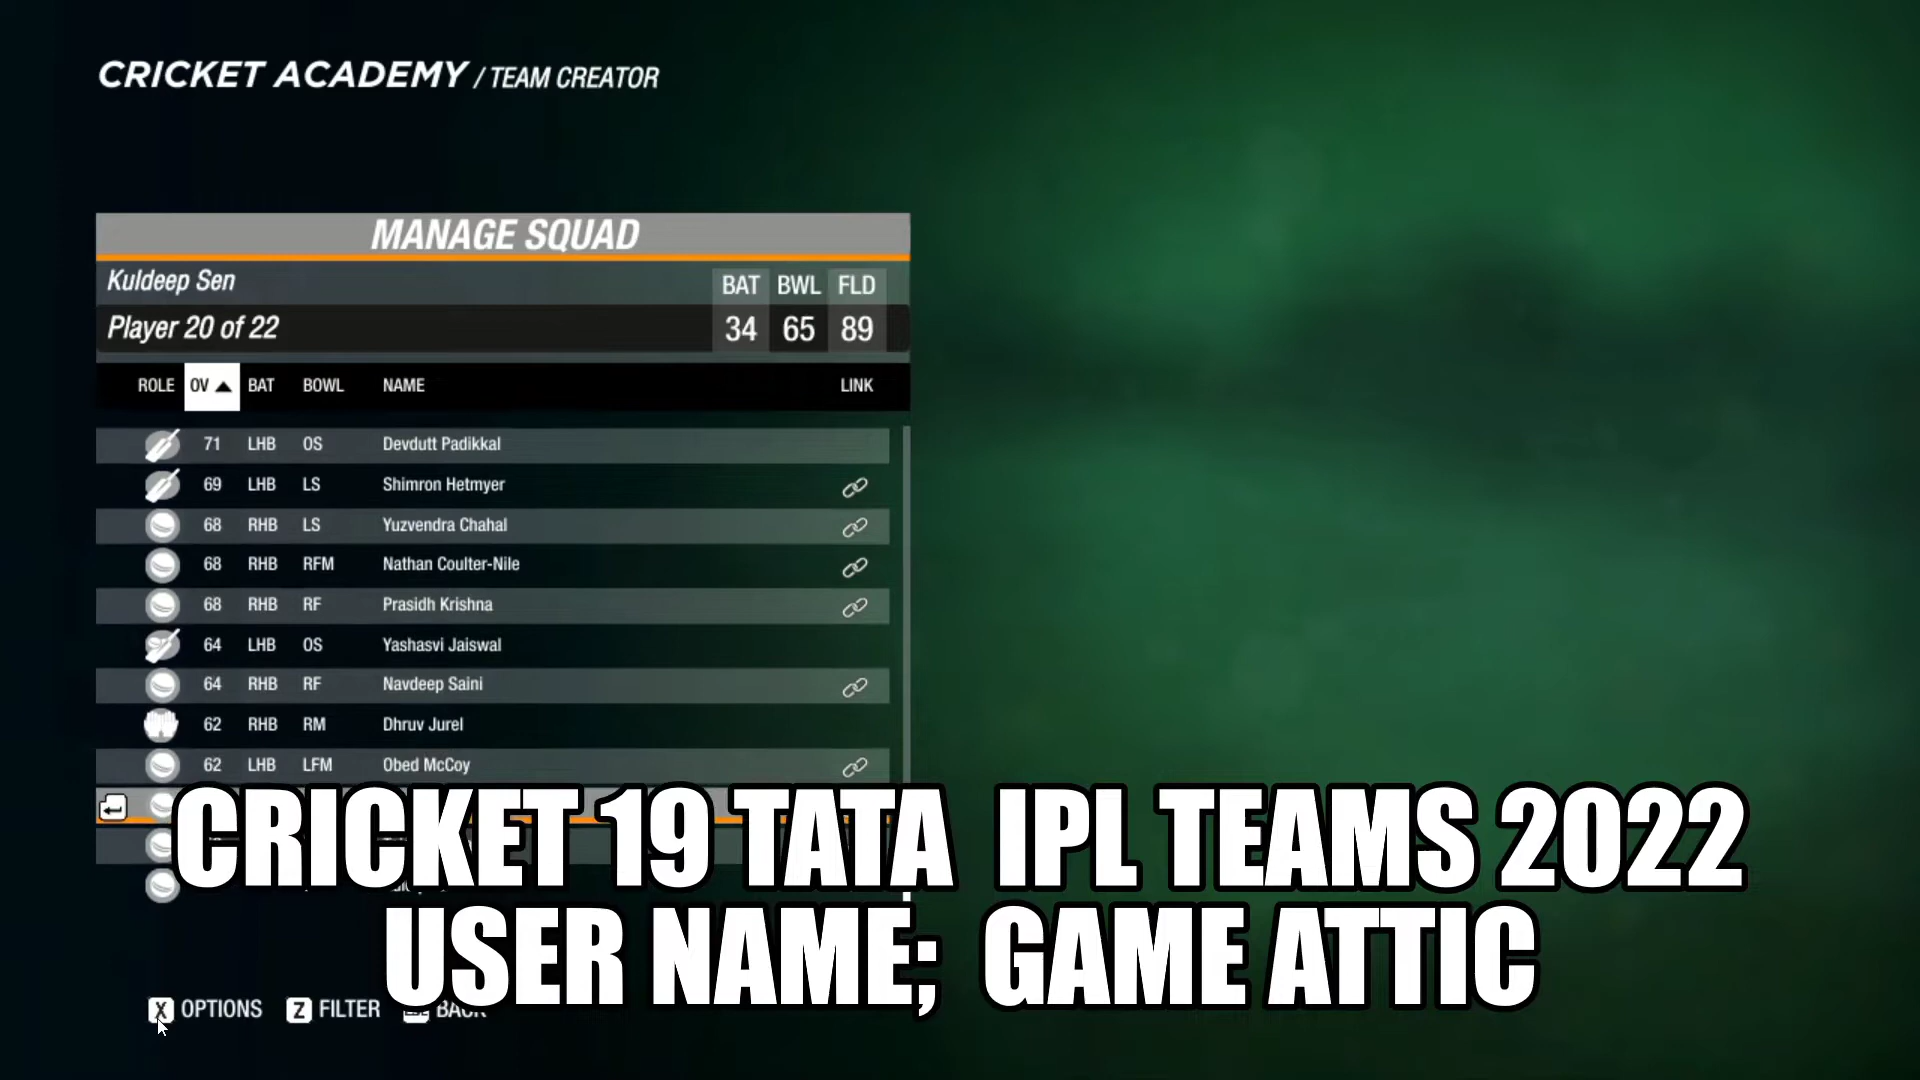 CRICKET ACADEMY / TEAM CREATOR
MANAGE SQUAD
Kuldeep Sen
BAT BWL FLD
Player 20 of 22
34 65 89
ROLE OV BAT BOWL NAME LINK
71 LHB OS Devdutt Padikkal
69 LHB LS Shimron Hetmyer
68 RHB LS Yuzvendra Chahal
68 RHB RFM Nathan Coulter-Nile
68 RHB RF Prasidh Krishna
64 LHB OS Yashasvi Jaiswal
64 RHB RF Navdeep Saini
62 RHB RM Dhruv Jurel
62 LHB LFM Obed McCoy
CRICKET 19 TATA IPL TEAMS 2022
USER NAME; GAME ATTIC
X OPTIONS Z FILTER BACK